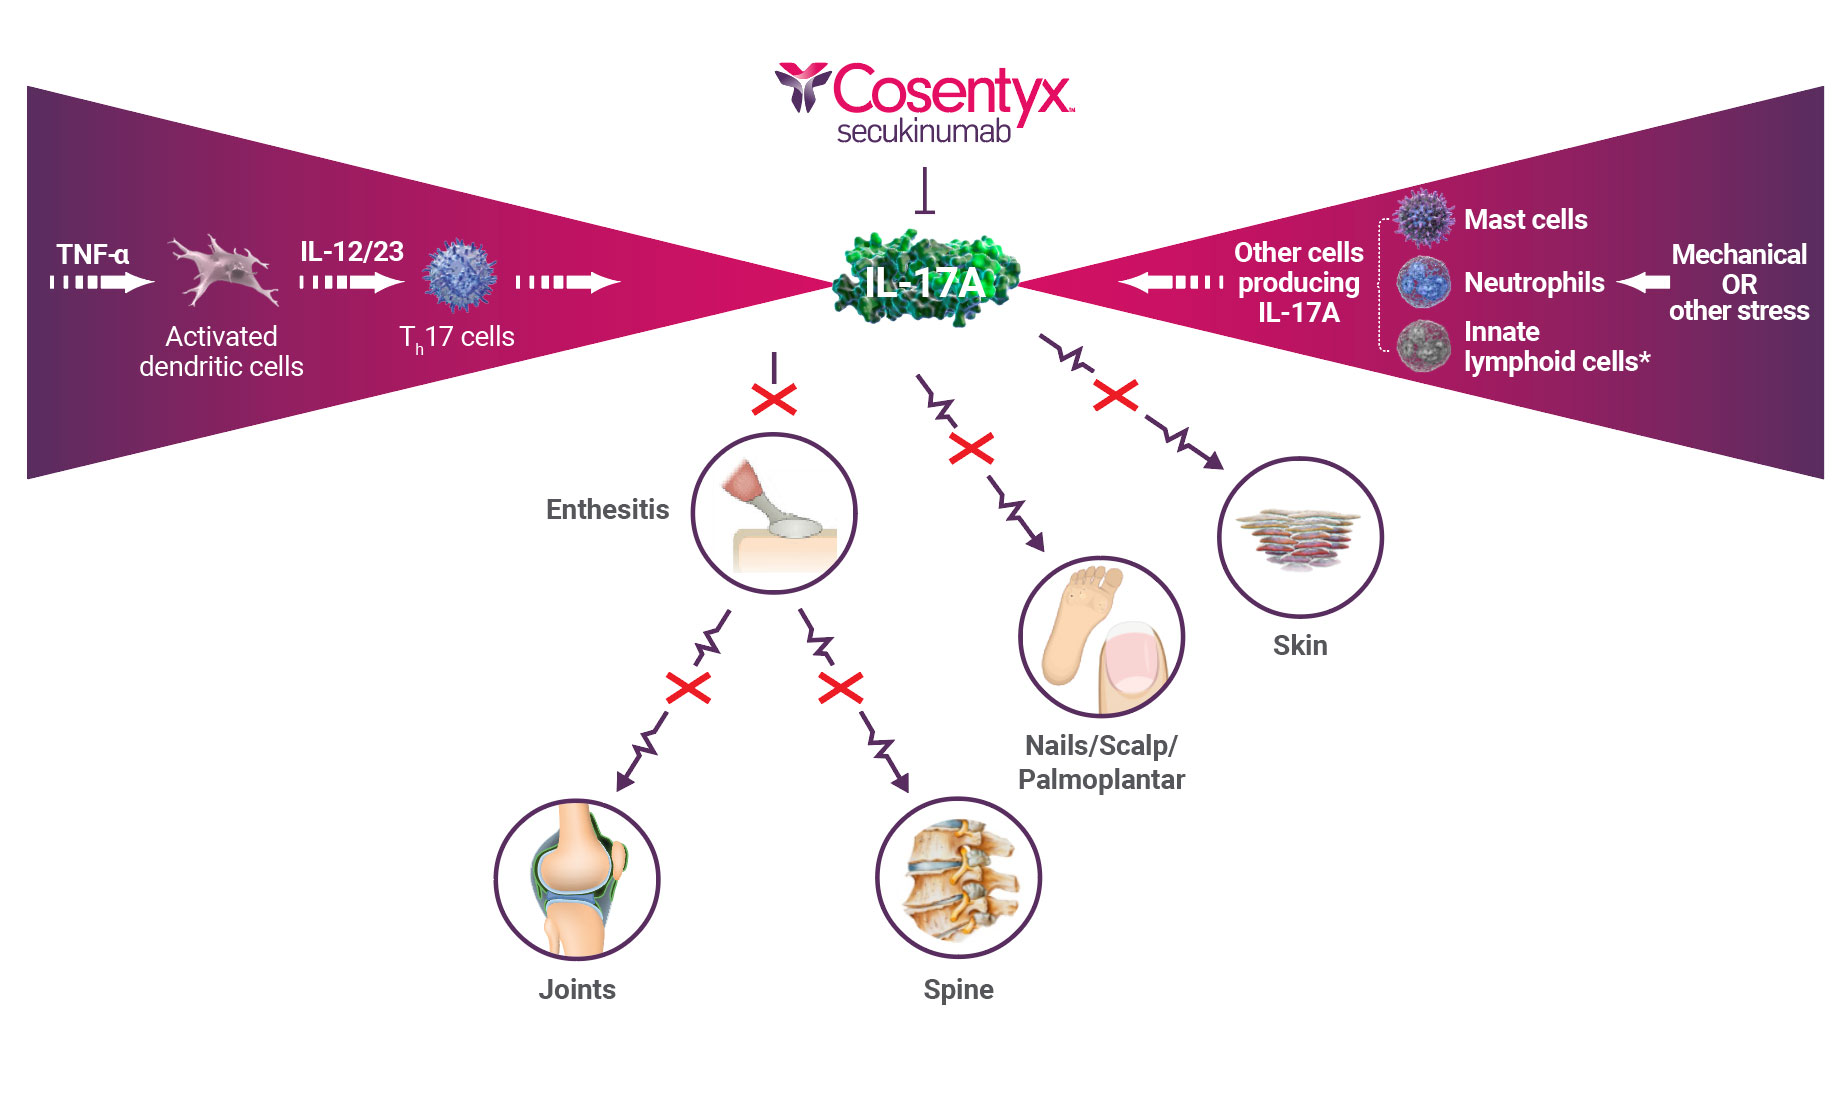 Cosentyx™
secukinumab
TNF-α
IL-12/23
Activated
dendritic cells
Th17 cells
IL-17A
Other cells
producing
IL-17A
Mast cells
Neutrophils
Innate
lymphoid cells*
Mechanical
OR
other stress
Enthesitis
Joints
Spine
Nails/Scalp/
Palmoplantar
Skin